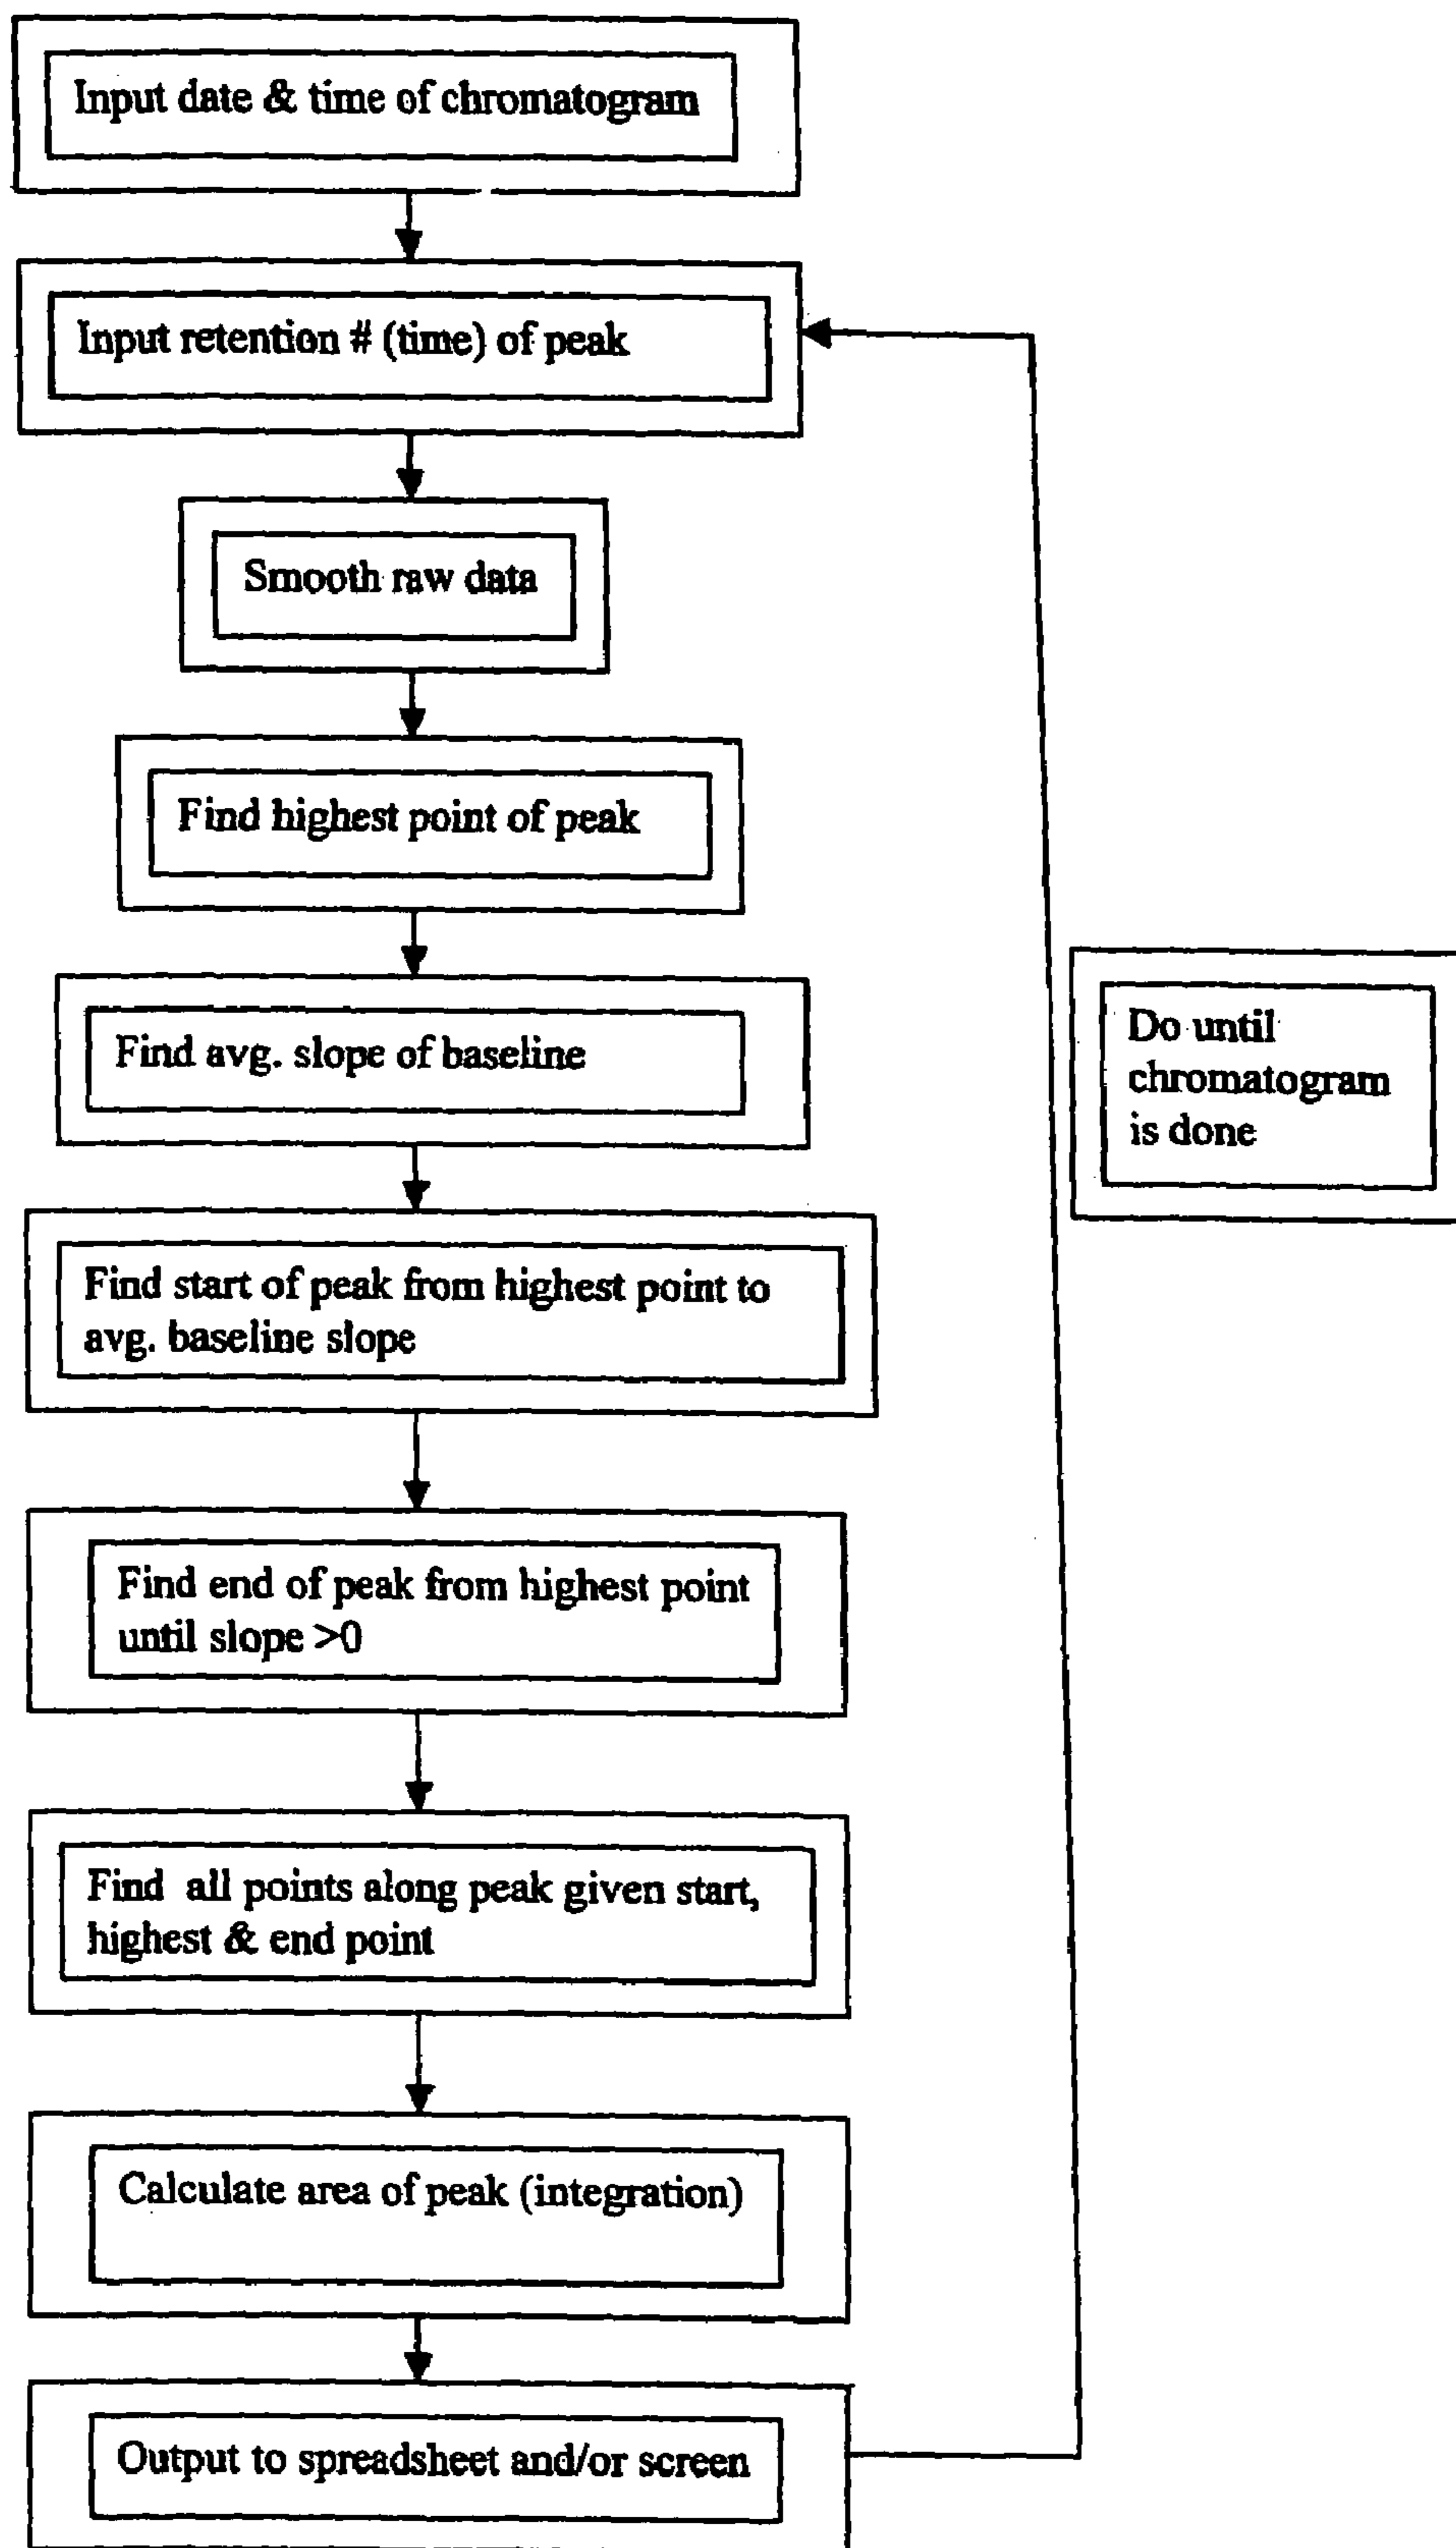 Input date & time of chromatogram
Input retention # (time) of peak
Smooth raw data
Find highest point of peak
Find avg. slope of baseline
Do until
chromatogram
is done
Find start of peak from highest point to
avg. baseline slope
Find end of peak from highest point
until slope >0
Find all points along peak given start,
highest & end point
Calculate area of peak (integration)
Output to spreadsheet and/or screen